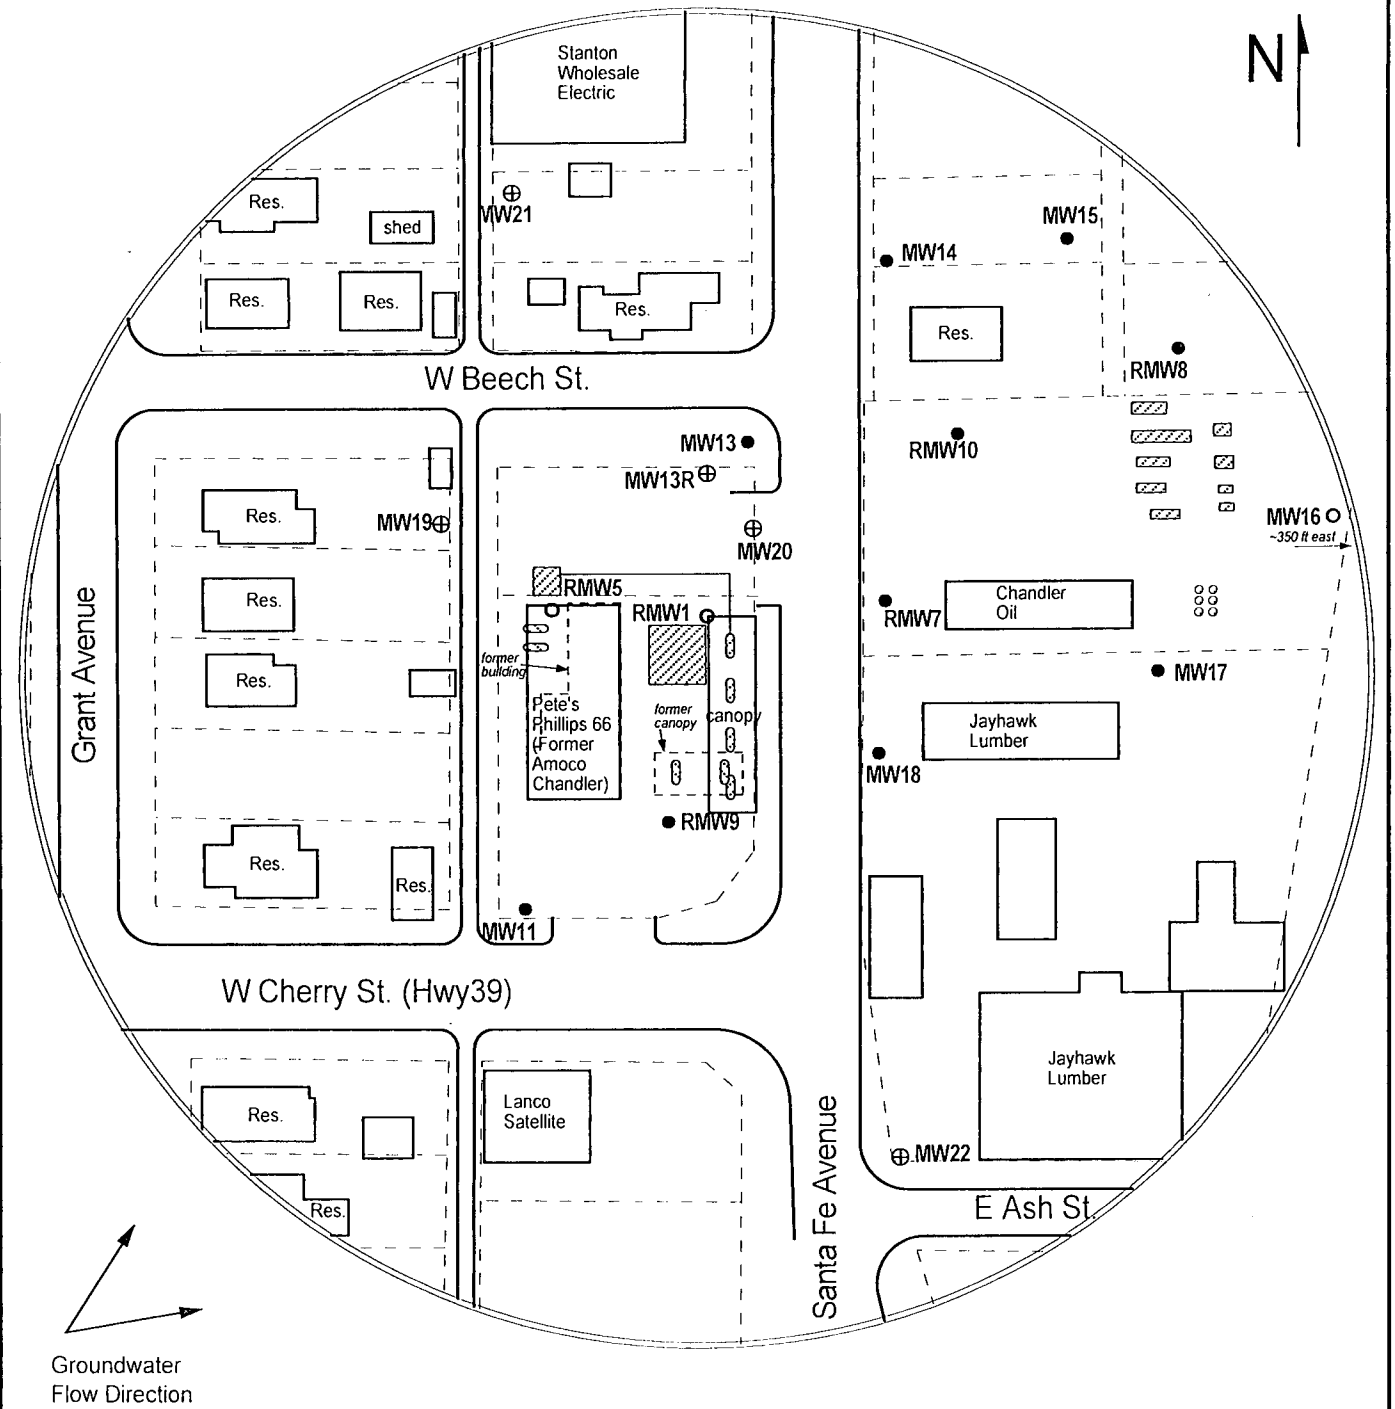 Stanton
Wholesale
Electric
N
Res.
shed
MW21
MW15
MW14
Res.
Res.
Res.
Res.
RMW8
W Beech St.
MW13
RMW10
MW13R
Res.
MW19
MW16
~350 ft east
MW20
RMW5
Chandler
Oil
Res.
RMW1
RMW7
former
building
MW17
Res.
Pete's
Phillips 66
(Former
Amoco
Chandler)
former
canopy
canopy
Jayhawk
Lumber
Grant Avenue
MW18
RMW9
Res.
Res.
MW11
W Cherry St. (Hwy39)
Jayhawk
Lumber
Res.
Lanco
Satellite
MW22
Santa Fe Avenue
Res.
E Ash St.
Groundwater
Flow Direction